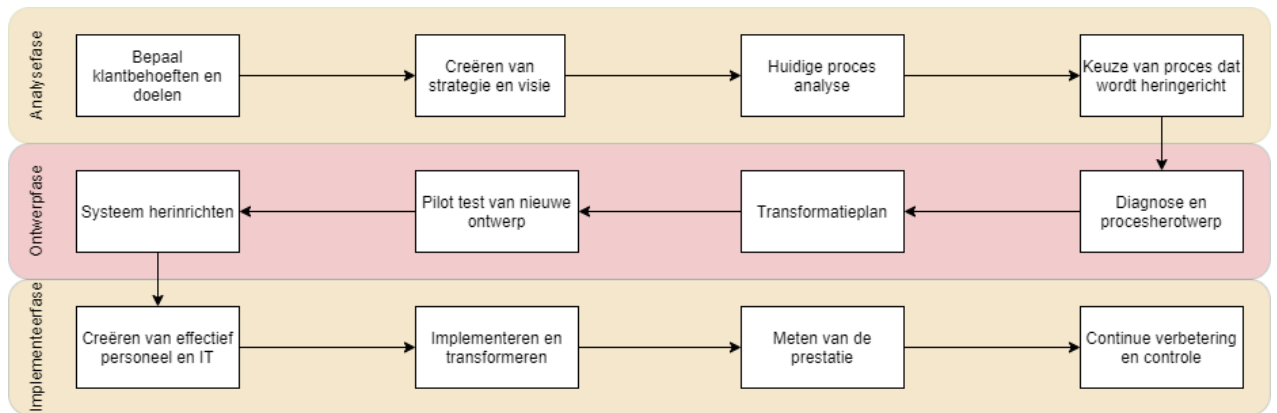 Analysefase
Bepaal
klantbehoeften en
doelen
Creëren van
strategie en visie
Huidige proces
analyse
Keuze van proces dat
wordt heringericht
Ontwerpfase
Systeem herinrichten
Pilot test van nieuwe
ontwerp
Transformatieplan
Diagnose en
procesherotwerp
Implementeerfase
Creëren van effectief
personeel en IT
Implementeren en
transformeren
Meten van de
prestatie
Continue verbetering
en controle